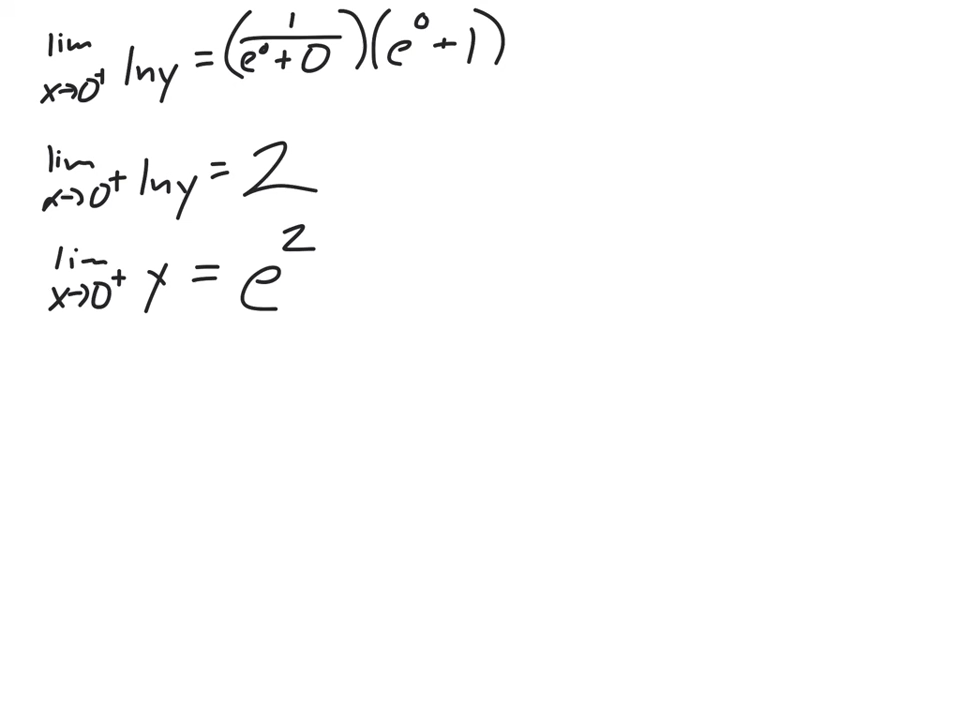 lim x→0⁺ ln y = (1/(e⁰ + 0))(e⁰ + 1)
lim x→0⁺ ln y = 2
lim x→0⁺ y = e²